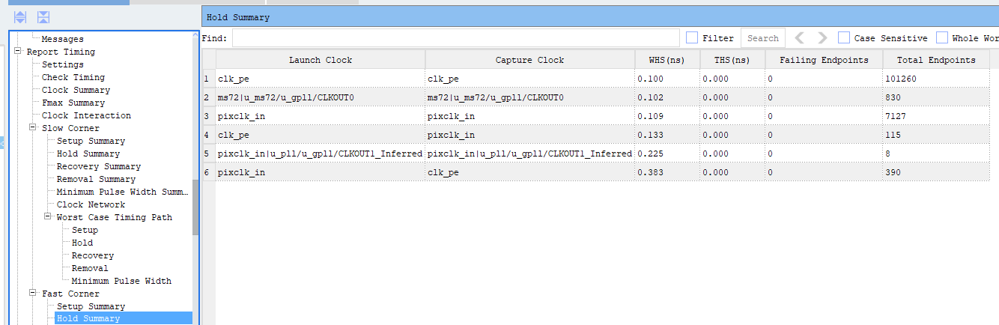 Messages
Report Timing
Settings
Check Timing
Clock Summary
Fmax Summary
Clock Interaction
Slow Corner
Setup Summary
Hold Summary
Recovery Summary
Removal Summary
Minimum Pulse Width Summ…
Clock Network
Worst Case Timing Path
Setup
Hold
Recovery
Removal
Minimum Pulse Width
Fast Corner
Setup Summary
Hold Summary
Hold Summary
Find: Filter Search Case Sensitive Whole Wor
Launch Clock Capture Clock WHS(ns) THS(ns) Failing Endpoints Total Endpoints
1 clk_pe clk_pe 0.100 0.000 0 101260
2 ms72|u_ms72/u_gpll/CLKOUT0 ms72|u_ms72/u_gpll/CLKOUT0 0.102 0.000 0 830
3 pixclk_in pixclk_in 0.109 0.000 0 7127
4 clk_pe pixclk_in 0.133 0.000 0 115
5 pixclk_in|u_pll/u_gpll/CLKOUT1_Inferred pixclk_in|u_pll/u_gpll/CLKOUT1_Inferred 0.225 0.000 0 8
6 pixclk_in clk_pe 0.383 0.000 0 390